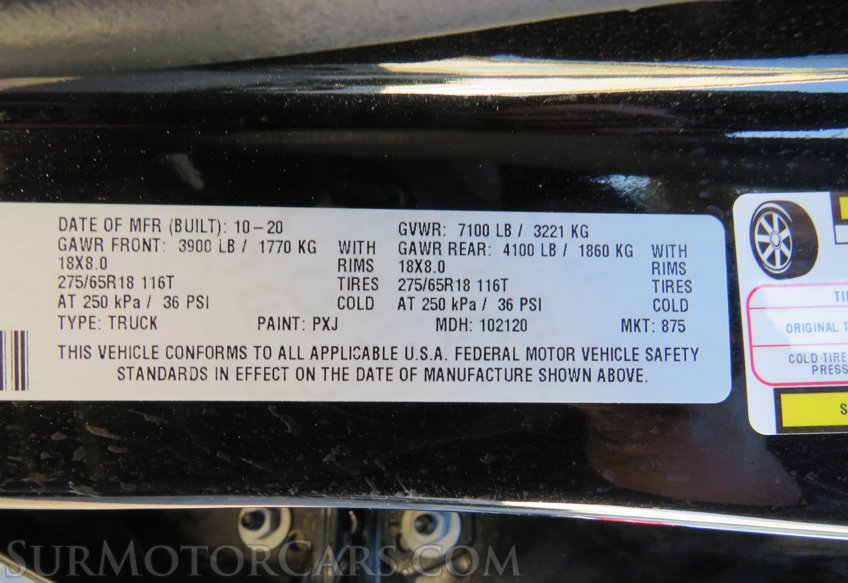 DATE OF MFR (BUILT): 10-20 GVWR: 7100 LB / 3221 KG
GAWR FRONT: 3900 LB / 1770 KG WITH GAWR REAR: 4100 LB / 1860 KG WITH
18X8.0 RIMS 18X8.0 RIMS
275/65R18 116T TIRES 275/65R18 116T TIRES
AT 250 kPa / 36 PSI COLD AT 250 kPa / 36 PSI COLD
TYPE: TRUCK PAINT: PXJ MDH: 102120 MKT: 875
THIS VEHICLE CONFORMS TO ALL APPLICABLE U.S.A. FEDERAL MOTOR VEHICLE SAFETY
STANDARDS IN EFFECT ON THE DATE OF MANUFACTURE SHOWN ABOVE.
ORIGINAL
COLD TIRE
SurMotorCars.com